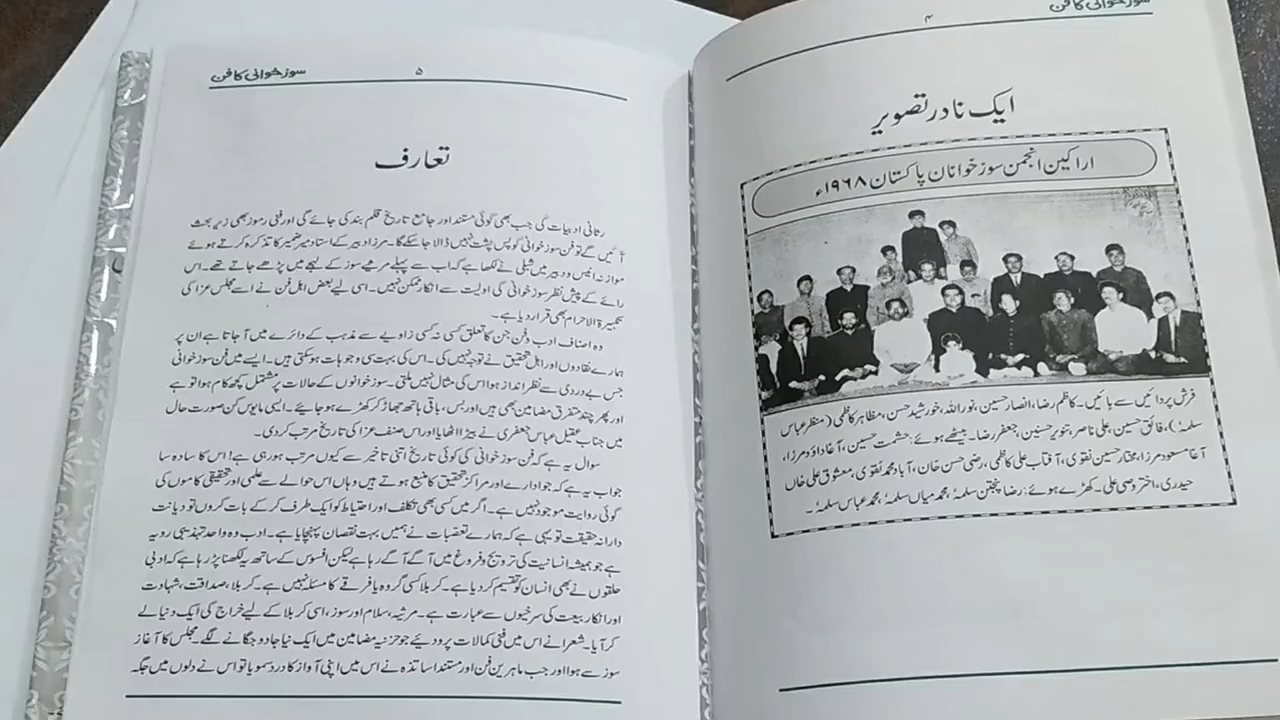 سوز خوانی کا فن
۴
ایک نادر تصویر
اراکین انجمن سوز خوانان پاکستان ۱۹۶۸ء
فرش پر دائیں سے بائیں۔ کاظم رضا، انصار حسین، نور اللہ، خورشید حسن، مظاہر کاظمی (منظر عباس
سلمہٗ)، فائق حسین، علی ناصر، تنویر حسنین، جعفر رضا۔ بیٹھے ہوئے: حشمت حسین، آغا داؤد مرزا،
آغا مسعود مرزا، مختار حسین نقوی، آفتاب علی کاظمی، رضی حسن خان، آباد محمد نقوی، معشوق علی خاں
حیدری، اختر وصی علی۔ کھڑے ہوئے: رضا پنجتن سلمہٗ، محمد میاں سلمہٗ، محمد عباس سلمہٗ۔
سوز خوانی کا فن
۵
تعارف
رثائی ادبیات کی جب بھی کوئی مستند اور جامع تاریخ قلم بند کی جائے گی اور فنی رموز بھی زیر بحث
آئیں گے تو فن سوز خوانی کو پس پشت نہیں ڈالا جا سکے گا۔ مرزا دبیر کے استاد میر ضمیر کا تذکرہ کرتے ہوئے
موازنہ انیس و دبیر میں شبلی نے لکھا ہے کہ اب سے پہلے مرثیے سوز کے لہجے میں پڑھے جاتے تھے۔ اس
رائے کے پیش نظر سوز خوانی کی اولیت سے انکار ممکن نہیں۔ اسی لیے بعض اہل فن نے اسے مجلس عزا کی
تکبیرۃ الاحرام بھی قرار دیا ہے۔
وہ اصناف ادب و فن جن کا تعلق کسی نہ کسی زاویے سے مذہب کے دائرے میں آ جاتا ہے ان پر
ہمارے نقادوں اور اہل تحقیق نے توجہ نہیں کی۔ اس کی بہت سی وجوہات ہو سکتی ہیں۔ ایسے میں فن سوز خوانی
جس بے دردی سے نظر انداز ہوا اس کی مثال نہیں ملتی۔ سوز خوانوں کے حالات پر مشتمل کچھ کام ہوا تو ہے
اور پھر چند متفرق مضامین بھی ہیں اور بس، باقی ہاتھ جھاڑ کر کھڑے ہو جائیے۔ ایسی مایوس کن صورت حال
میں جناب عقیل عباس جعفری نے بیڑا اٹھایا اور اس صنف عزا کی تاریخ مرتب کر دی۔
سوال یہ ہے کہ فن سوز خوانی کی کوئی تاریخ اتنی تاخیر سے کیوں مرتب ہو رہی ہے! اس کا سادہ سا
جواب یہ ہے کہ جو ادارے اور مراکز تحقیق کا منبع ہوتے ہیں وہاں اس حوالے سے علمی اور تحقیقی کاموں کی
کوئی روایت موجود نہیں ہے۔ اگر میں کسی بھی تکلف اور احتیاط کو ایک طرف کر کے بات کروں تو دیانت
دارانہ حقیقت تو یہی ہے کہ ہمارے تعصبات نے ہمیں بہت نقصان پہنچایا ہے۔ ادب وہ واحد تہذیبی رویہ
ہے جو ہمیشہ انسانیت کی ترویج و فروغ میں آگے آگے رہا ہے لیکن افسوس کے ساتھ یہ لکھنا پڑ رہا ہے کہ ادبی
حلقوں نے بھی انسان کو تقسیم کر دیا ہے۔ کربلا کسی گروہ یا فرقے کا مسئلہ نہیں ہے۔ کربلا، صداقت، شہادت
اور انکار بیعت کی سرخیوں سے عبارت ہے۔ مرثیہ، سلام اور سوز، اسی کربلا کے لیے خراج کی ایک دنیا لے
کر آیا۔ شعرا نے اس میں فنی کمالات پرو دیئے جو حزنیہ مضامین میں ایک نیا جادو جگانے لگے۔ مجلس کا آغاز
سوز سے ہوا اور جب ماہرین فن اور مستند اساتذہ نے اس میں اپنی آواز کا درد سمویا تو اس نے دلوں میں جگہ